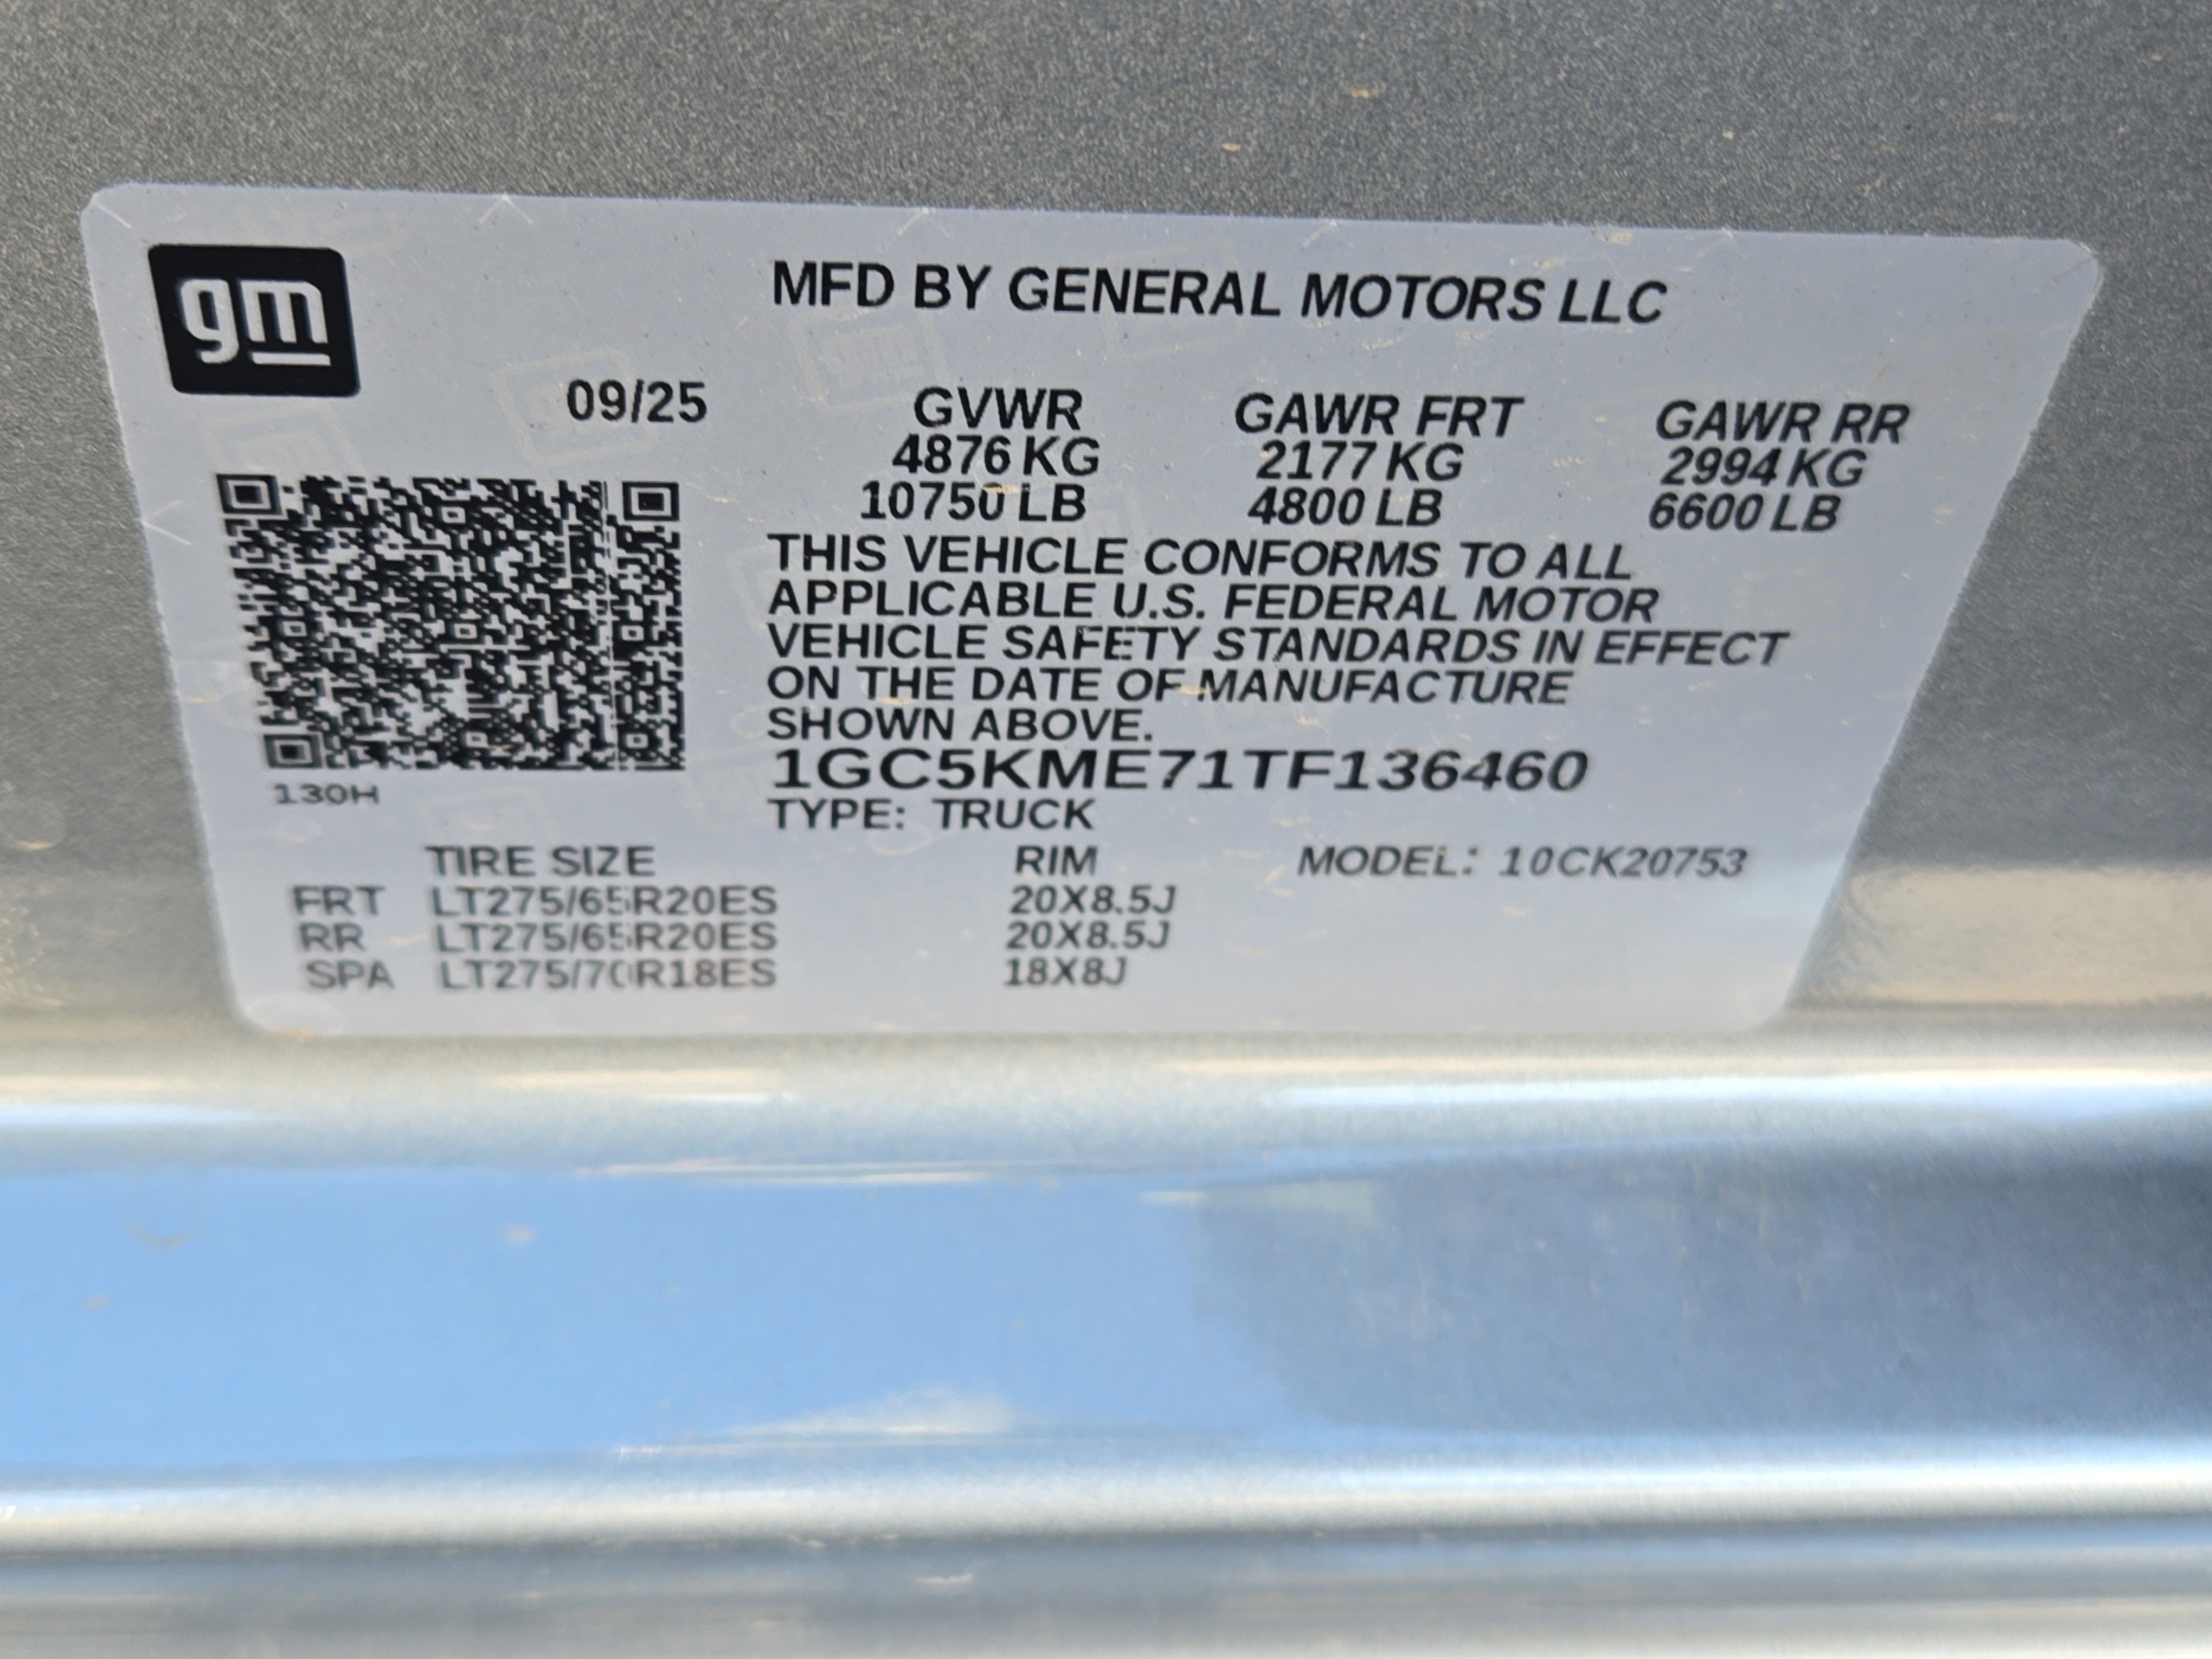 gm
MFD BY GENERAL MOTORS LLC
09/25 GVWR GAWR FRT GAWR RR
4876 KG 2177 KG 2994 KG
10750 LB 4800 LB 6600 LB
THIS VEHICLE CONFORMS TO ALL
APPLICABLE U.S. FEDERAL MOTOR
VEHICLE SAFETY STANDARDS IN EFFECT
ON THE DATE OF MANUFACTURE
SHOWN ABOVE.
1GC5KME71TF136460
130H
TYPE: TRUCK
TIRE SIZE RIM MODEL: 10CK20753
FRT LT275/65R20ES 20X8.5J
RR LT275/65R20ES 20X8.5J
SPA LT275/70R18ES 18X8J